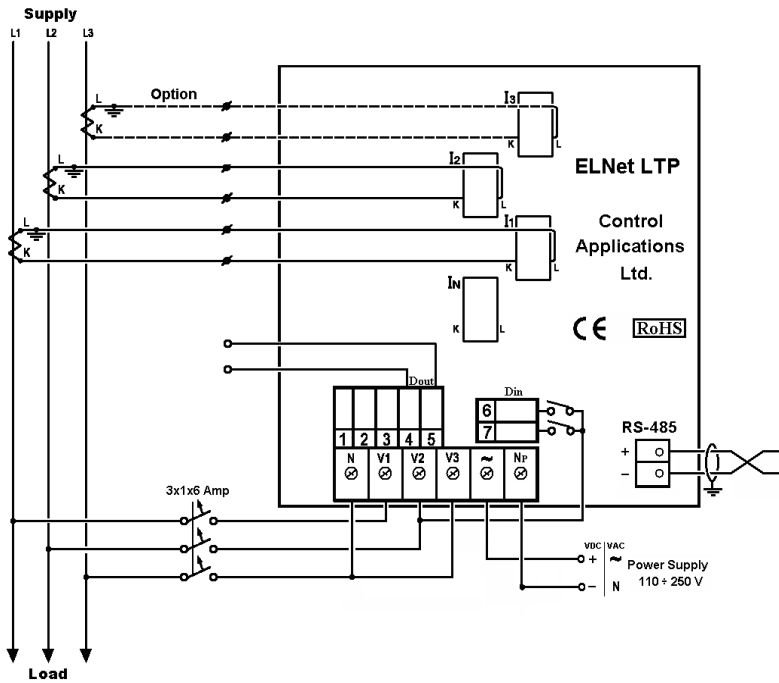 Supply
L1 L2 L3
L Option I3
K K L
L I2 ELNet LTP
K K L
L I1 Control
Applications
K K L Ltd.
IN
K L
CE RoHS
Dout Din
6
7
RS-485
1 2 3 4 5
+
N V1 V2 V3 ~ NP
−
3x1x6 Amp
VDC VAC
+ ~ Power Supply
110 ÷ 250 V
− N
Load